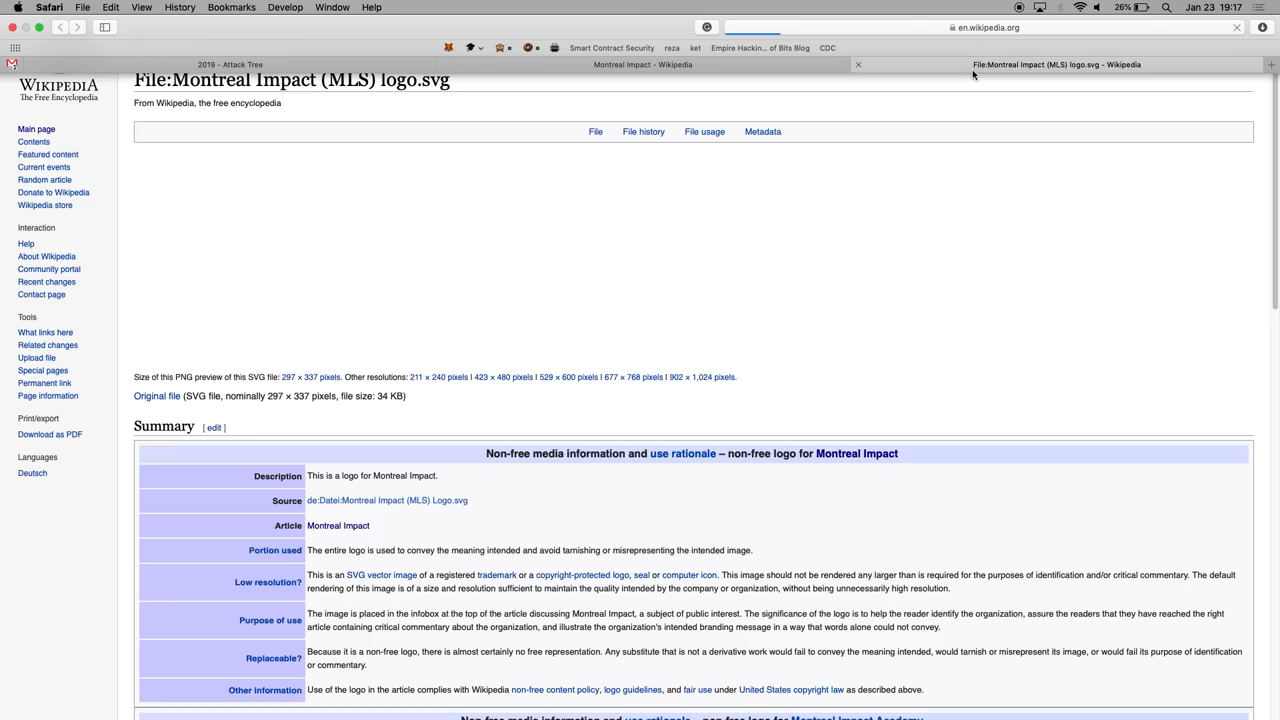 Safari File Edit View History Bookmarks Develop Window Help 26% Jan 23 19:17
en.wikipedia.org
Smart Contract Security reza ket Empire Hackin... of Bits Blog CDC
2019 - Attack Tree Montreal Impact - Wikipedia File:Montreal Impact (MLS) logo.svg - Wikipedia
WIKIPEDIA
The Free Encyclopedia
Main page
Contents
Featured content
Current events
Random article
Donate to Wikipedia
Wikipedia store
Interaction
Help
About Wikipedia
Community portal
Recent changes
Contact page
Tools
What links here
Related changes
Upload file
Special pages
Permanent link
Page information
Print/export
Download as PDF
Languages
Deutsch
File:Montreal Impact (MLS) logo.svg
From Wikipedia, the free encyclopedia
File File history File usage Metadata
Size of this PNG preview of this SVG file: 297 × 337 pixels. Other resolutions: 211 × 240 pixels | 423 × 480 pixels | 529 × 600 pixels | 677 × 768 pixels | 902 × 1,024 pixels.
Original file (SVG file, nominally 297 × 337 pixels, file size: 34 KB)
Summary [ edit ]
Non-free media information and use rationale – non-free logo for Montreal Impact
Description This is a logo for Montreal Impact.
Source de:Datei:Montreal Impact (MLS) Logo.svg
Article Montreal Impact
Portion used The entire logo is used to convey the meaning intended and avoid tarnishing or misrepresenting the intended image.
Low resolution? This is an SVG vector image of a registered trademark or a copyright-protected logo, seal or computer icon. This image should not be rendered any larger than is required for the purposes of identification and/or critical commentary. The default
rendering of this image is of a size and resolution sufficient to maintain the quality intended by the company or organization, without being unnecessarily high resolution.
Purpose of use The image is placed in the infobox at the top of the article discussing Montreal Impact, a subject of public interest. The significance of the logo is to help the reader identify the organization, assure the readers that they have reached the right
article containing critical commentary about the organization, and illustrate the organization's intended branding message in a way that words alone could not convey.
Replaceable? Because it is a non-free logo, there is almost certainly no free representation. Any substitute that is not a derivative work would fail to convey the meaning intended, would tarnish or misrepresent its image, or would fail its purpose of identification
or commentary.
Other information Use of the logo in the article complies with Wikipedia non-free content policy, logo guidelines, and fair use under United States copyright law as described above.
Non-free media information and use rationale – non-free logo for Montreal Impact Academy